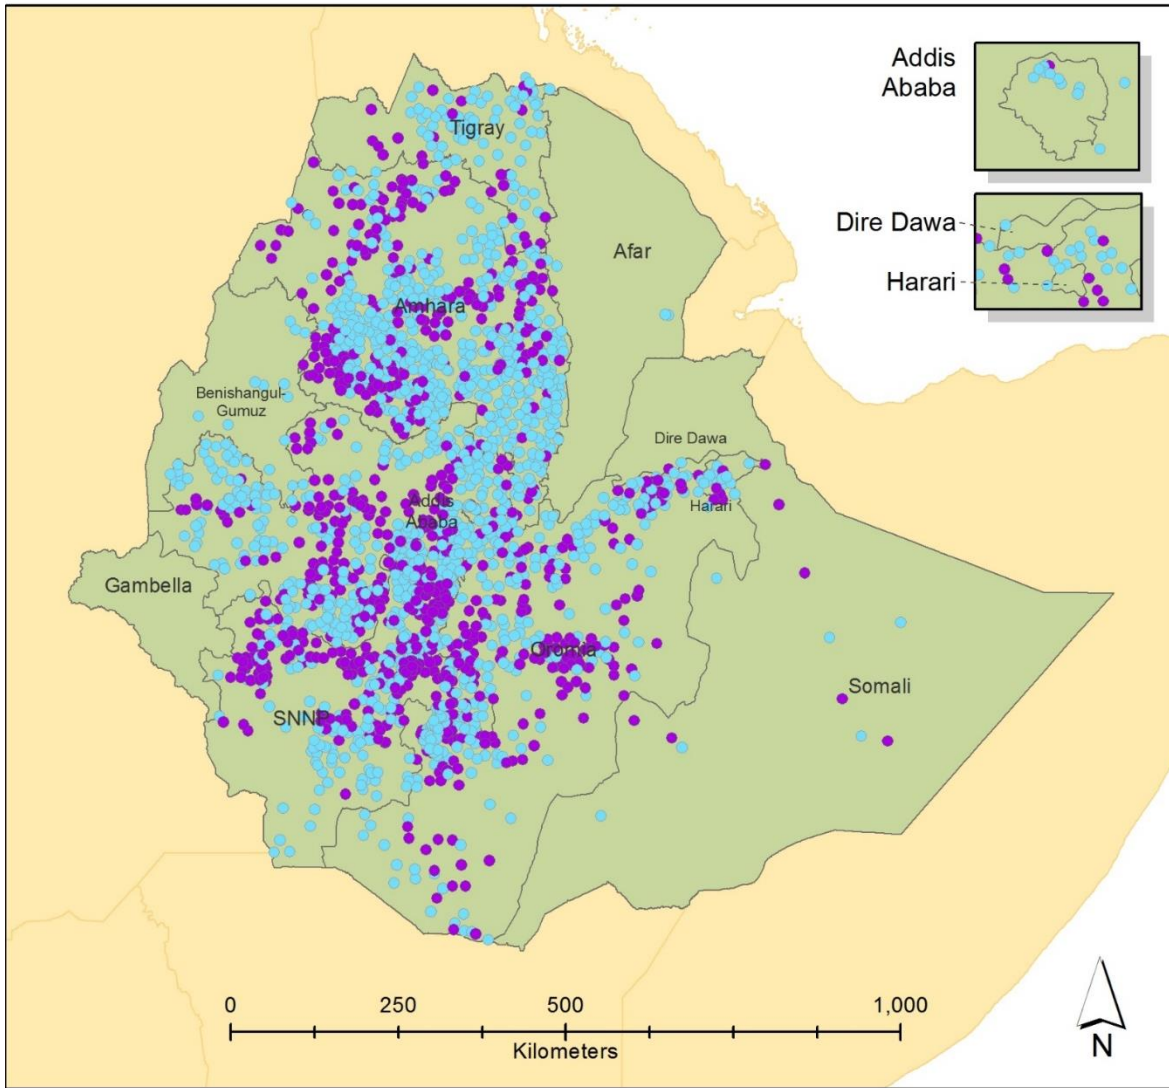 Addis
Ababa
Dire Dawa
Harari
Tigray
Afar
Amhara
Benishangul-
Gumuz
Dire Dawa
Addis
Ababa
Harari
Gambella
Oromia
Somali
SNNP
0 250 500 1,000
Kilometers
N